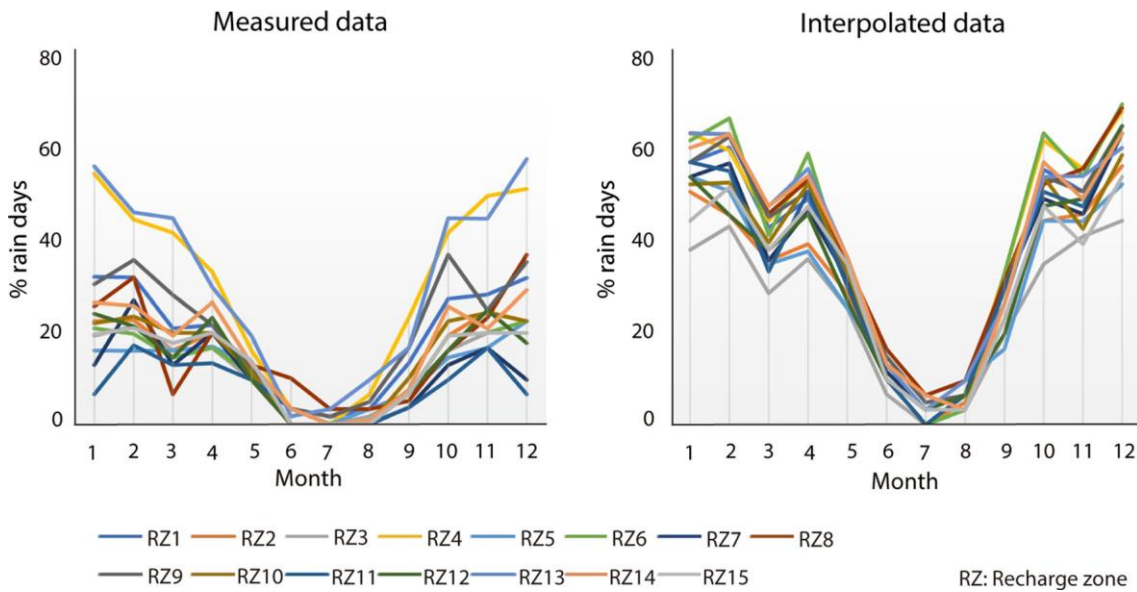 Measured data
80
60
40
20
0
% rain days
1 2 3 4 5 6 7 8 9 10 11 12
Month
Interpolated data
80
60
40
20
0
% rain days
1 2 3 4 5 6 7 8 9 10 11 12
Month
RZ1 RZ2 RZ3 RZ4 RZ5 RZ6 RZ7 RZ8
RZ9 RZ10 RZ11 RZ12 RZ13 RZ14 RZ15
RZ: Recharge zone